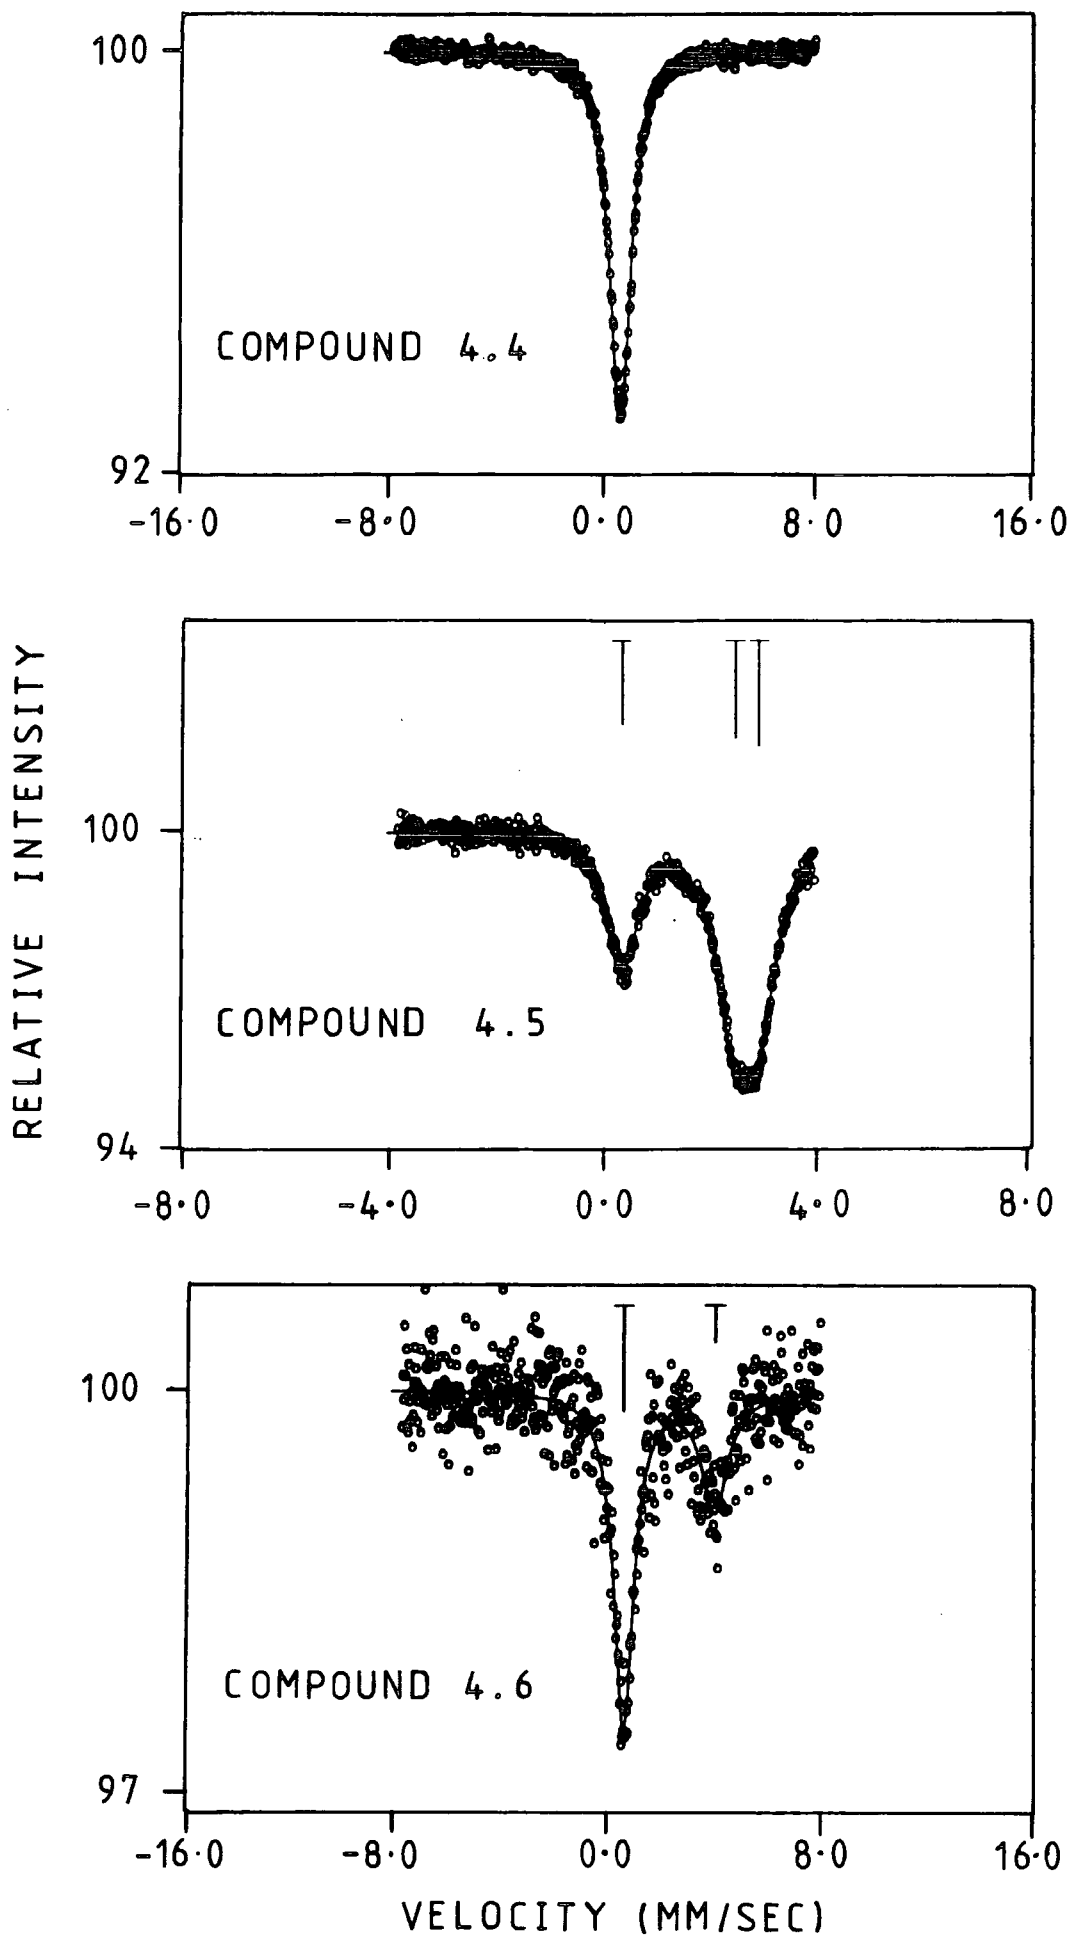 100
COMPOUND 4.4
92
-16.0 -8.0 0.0 8.0 16.0
RELATIVE INTENSITY
100
COMPOUND 4.5
94
-8.0 -4.0 0.0 4.0 8.0
100
COMPOUND 4.6
97
-16.0 -8.0 0.0 8.0 16.0
VELOCITY (MM/SEC)